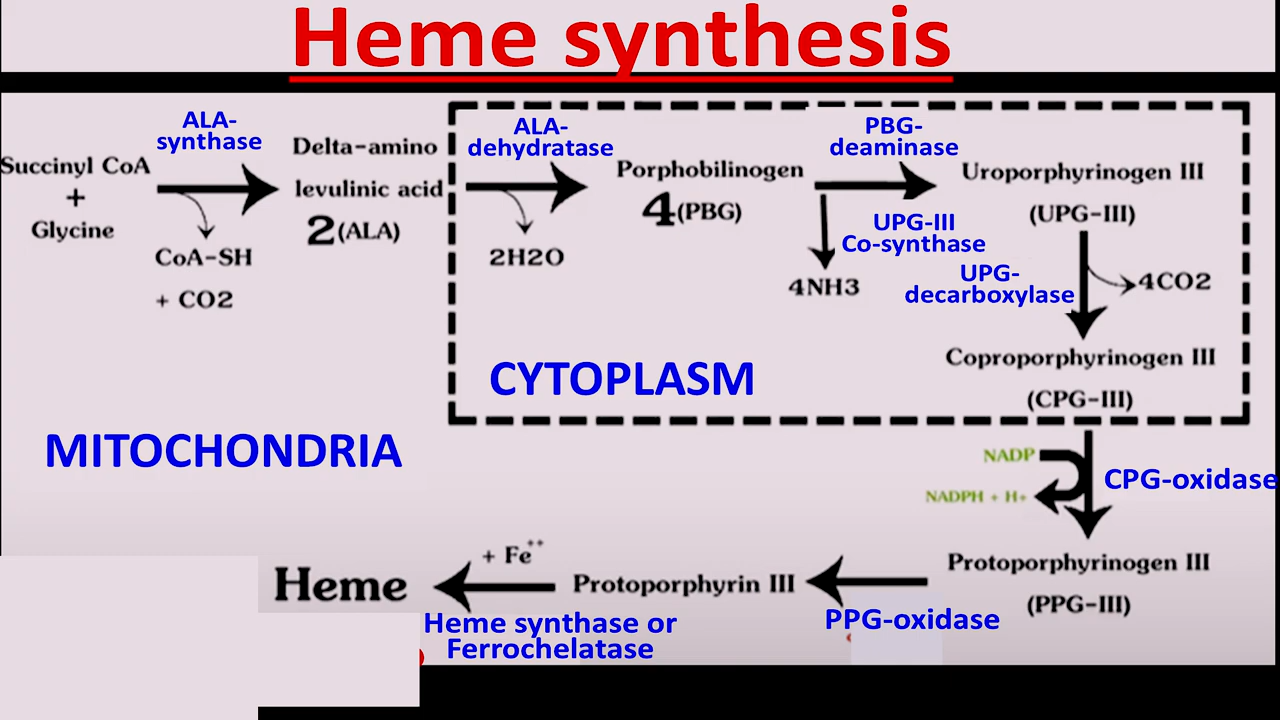 Heme synthesis
Succinyl CoA
+
Glycine
ALA-
synthase
CoA-SH
+ CO2
Delta-amino
levulinic acid
2(ALA)
ALA-
dehydratase
2H2O
Porphobilinogen
4(PBG)
PBG-
deaminase
UPG-III
Co-synthase
4NH3
Uroporphyrinogen III
(UPG-III)
UPG-
decarboxylase
4CO2
Coproporphyrinogen III
(CPG-III)
CYTOPLASM
MITOCHONDRIA
NADP
NADPH + H+
CPG-oxidase
Protoporphyrinogen III
(PPG-III)
PPG-oxidase
Protoporphyrin III
+ Fe++
Heme synthase or
Ferrochelatase
Heme